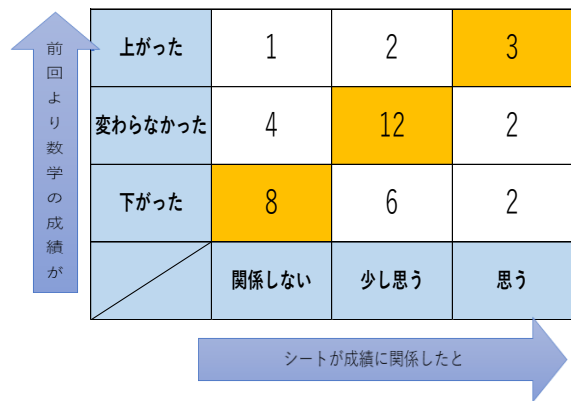 前回より数学の成績が
上がった 1 2 3
変わらなかった 4 12 2
下がった 8 6 2
関係しない 少し思う 思う
シートが成績に関係したと